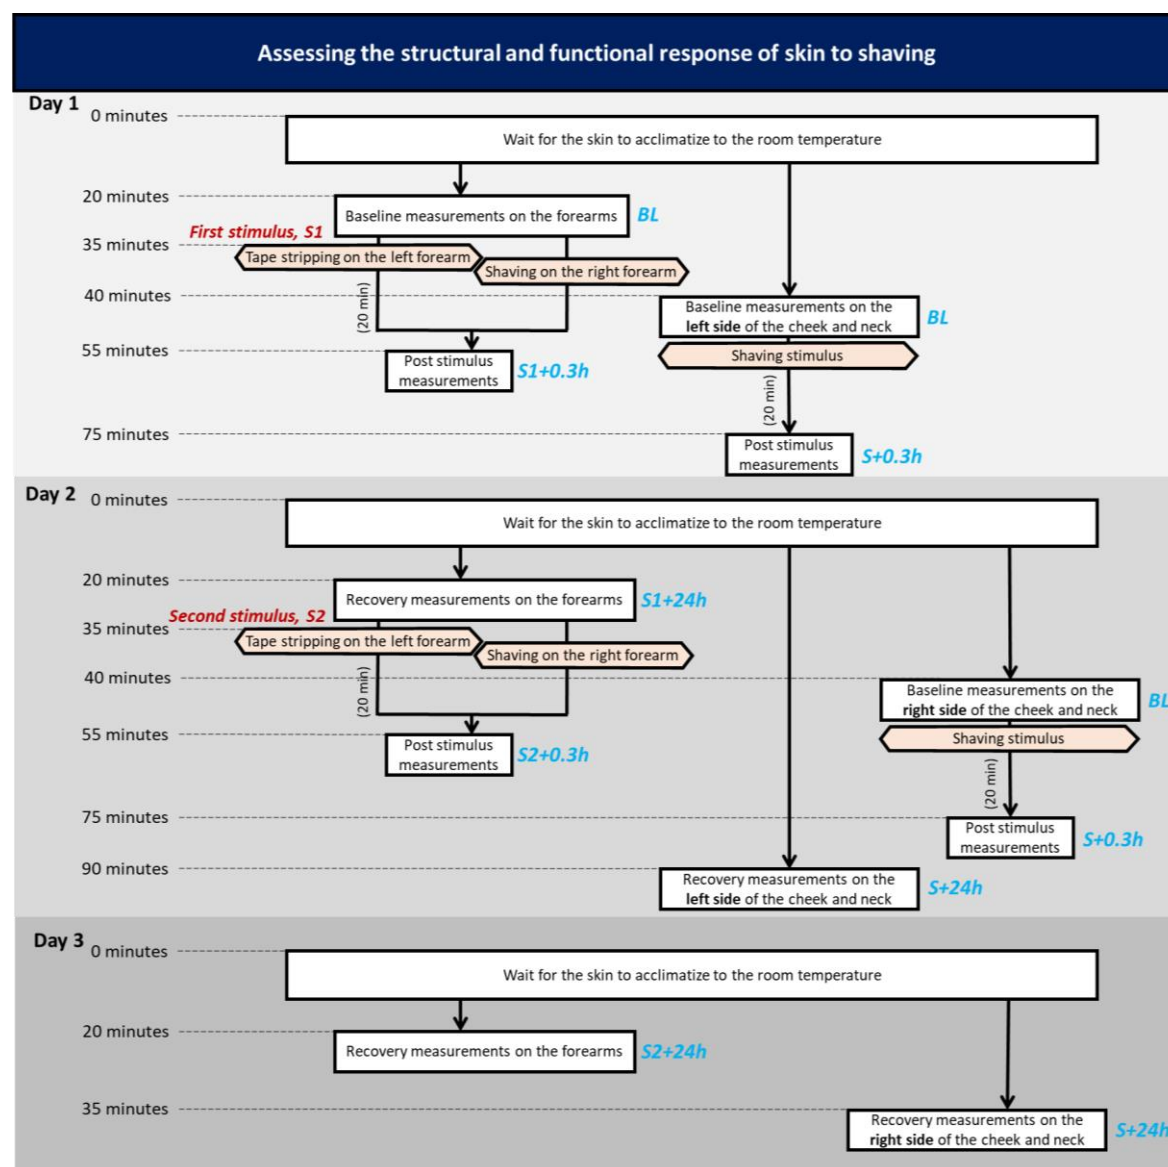 Assessing the structural and functional response of skin to shaving
Day 1
0 minutes
Wait for the skin to acclimatize to the room temperature
20 minutes
Baseline measurements on the forearms
BL
First stimulus, S1
35 minutes
Tape stripping on the left forearm
Shaving on the right forearm
(20 min)
40 minutes
Baseline measurements on the
left side of the cheek and neck
BL
Shaving stimulus
55 minutes
Post stimulus
measurements
S1+0.3h
(20 min)
75 minutes
Post stimulus
measurements
S+0.3h
Day 2
0 minutes
Wait for the skin to acclimatize to the room temperature
20 minutes
Recovery measurements on the forearms
S1+24h
Second stimulus, S2
35 minutes
Tape stripping on the left forearm
Shaving on the right forearm
(20 min)
40 minutes
Baseline measurements on the
right side of the cheek and neck
BL
Shaving stimulus
55 minutes
Post stimulus
measurements
S2+0.3h
(20 min)
75 minutes
Post stimulus
measurements
S+0.3h
90 minutes
Recovery measurements on the
left side of the cheek and neck
S+24h
Day 3
0 minutes
Wait for the skin to acclimatize to the room temperature
20 minutes
Recovery measurements on the forearms
S2+24h
35 minutes
Recovery measurements on the
right side of the cheek and neck
S+24h